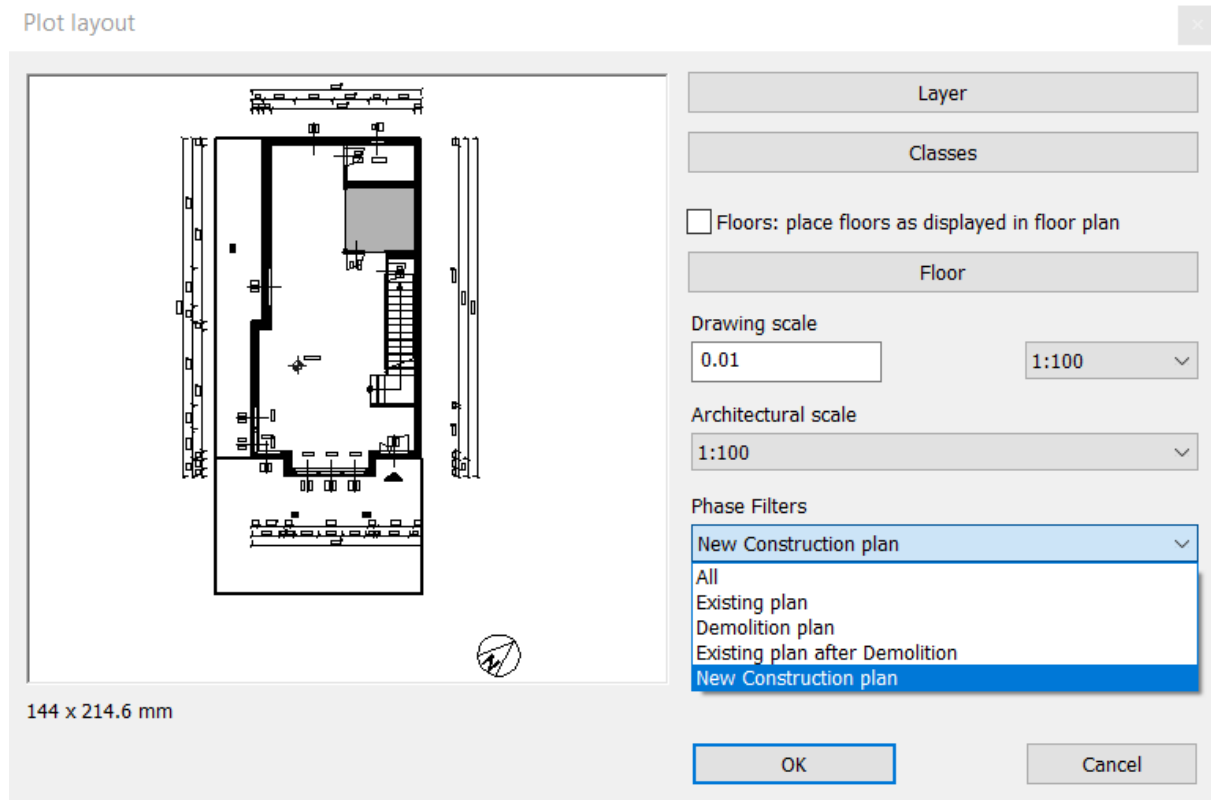 Plot layout
Layer
Classes
Floors: place floors as displayed in floor plan
Floor
Drawing scale
0.01
1:100
Architectural scale
1:100
Phase Filters
New Construction plan
All
Existing plan
Demolition plan
Existing plan after Demolition
New Construction plan
N
144 x 214.6 mm
OK
Cancel